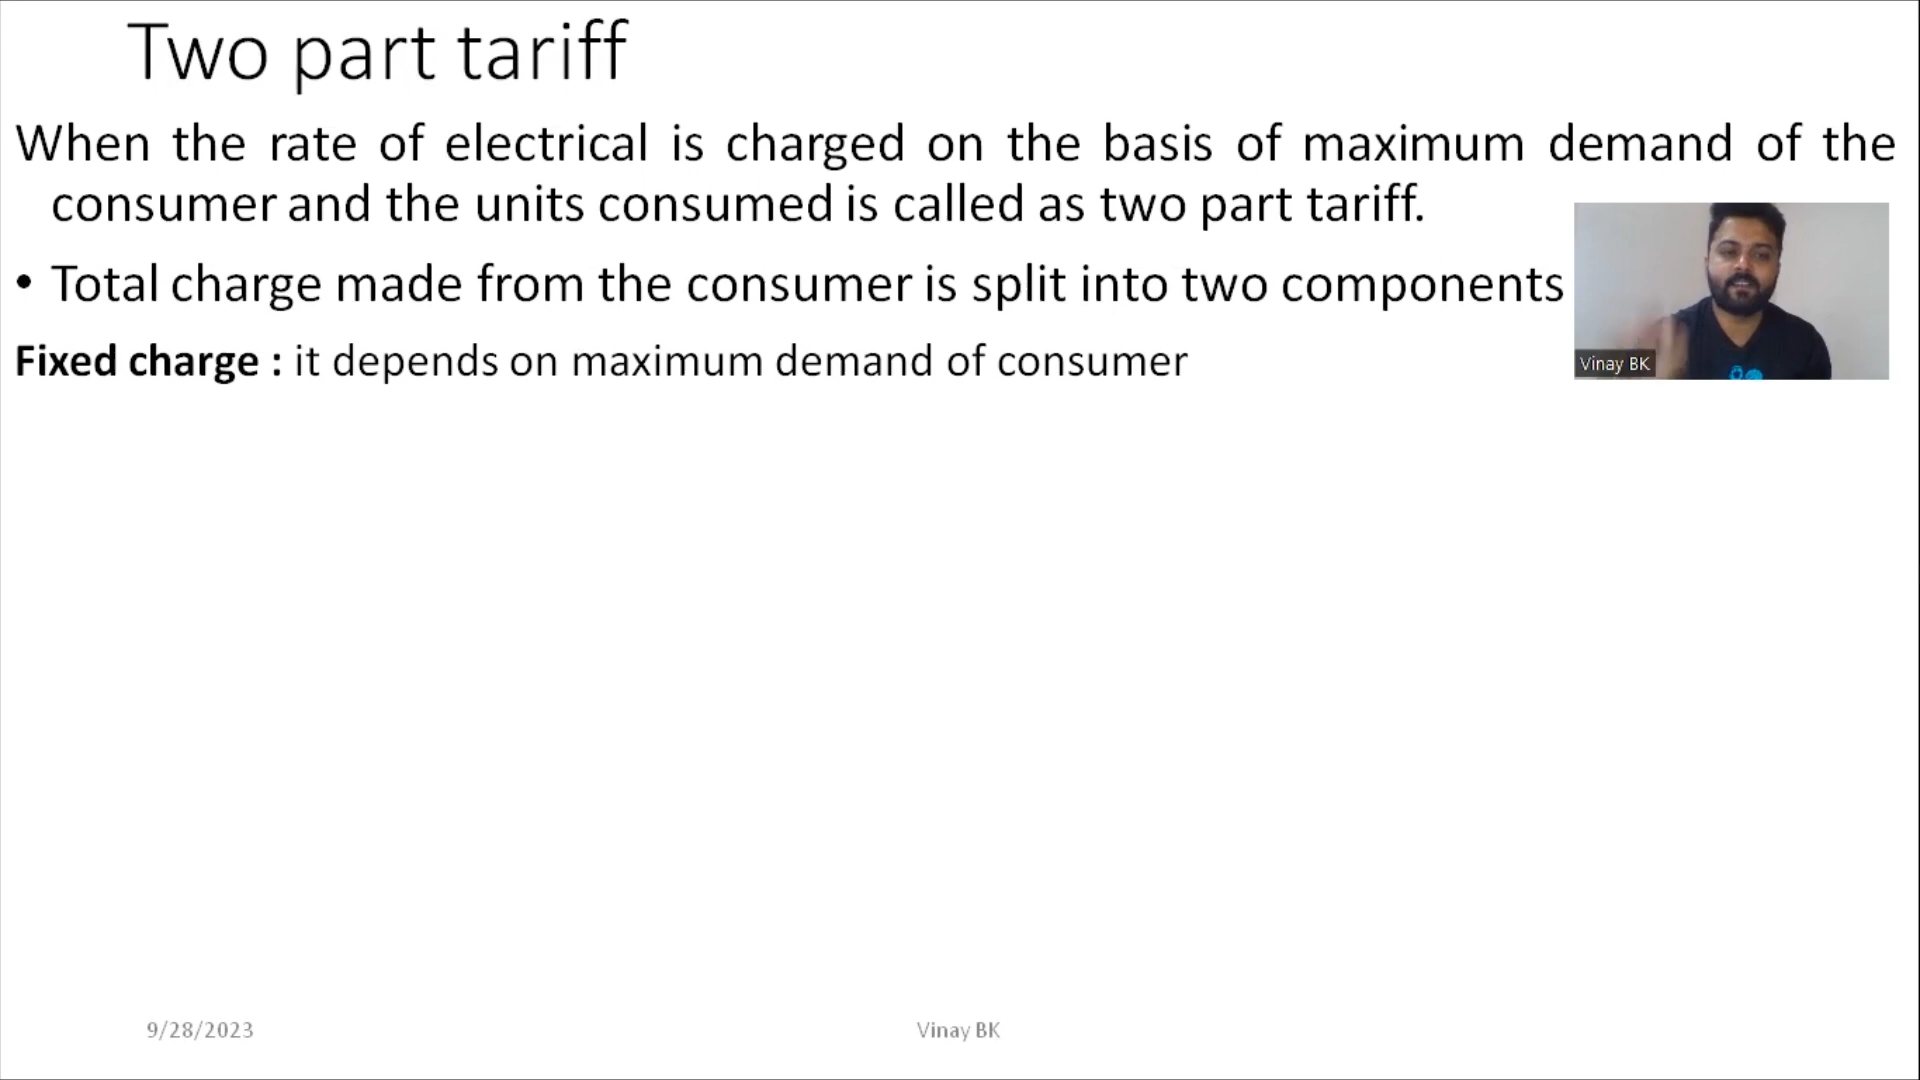 Two part tariff
When the rate of electrical is charged on the basis of maximum demand of the
consumer and the units consumed is called as two part tariff.
• Total charge made from the consumer is split into two components
Fixed charge : it depends on maximum demand of consumer
Vinay BK
9/28/2023
Vinay BK